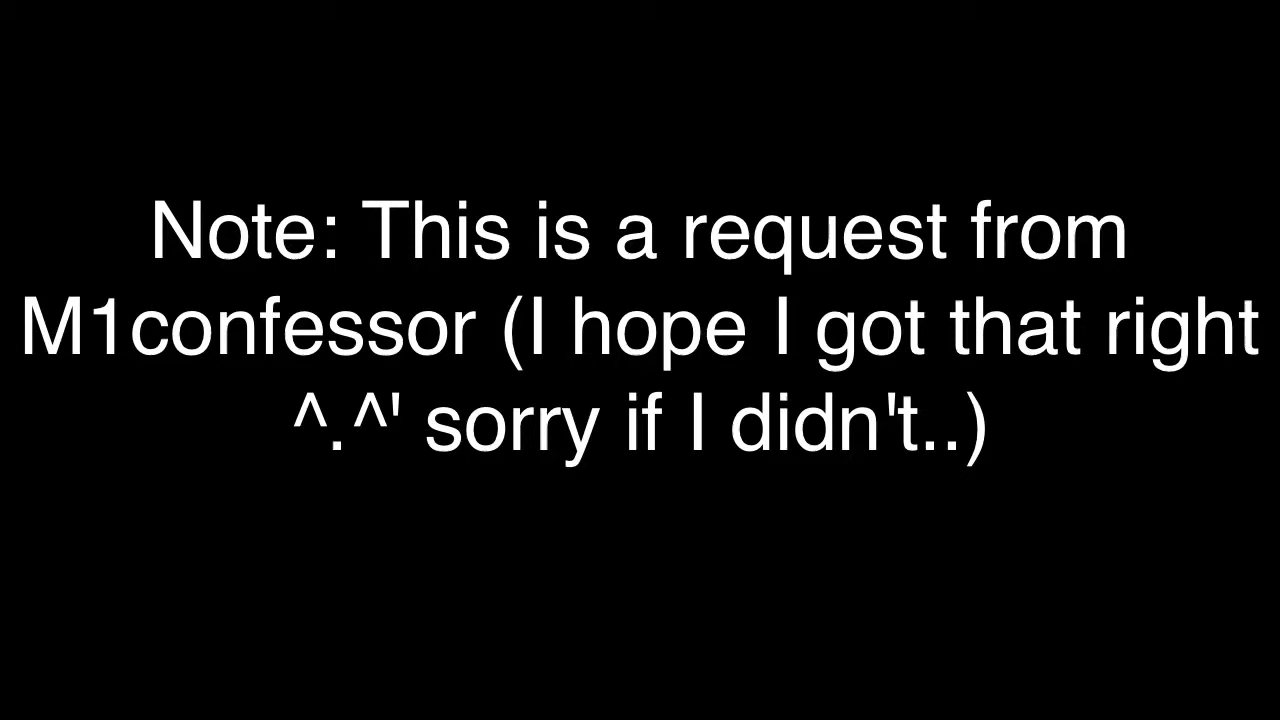 Note: This is a request from
M1confessor (I hope I got that right
^.^' sorry if I didn't..)